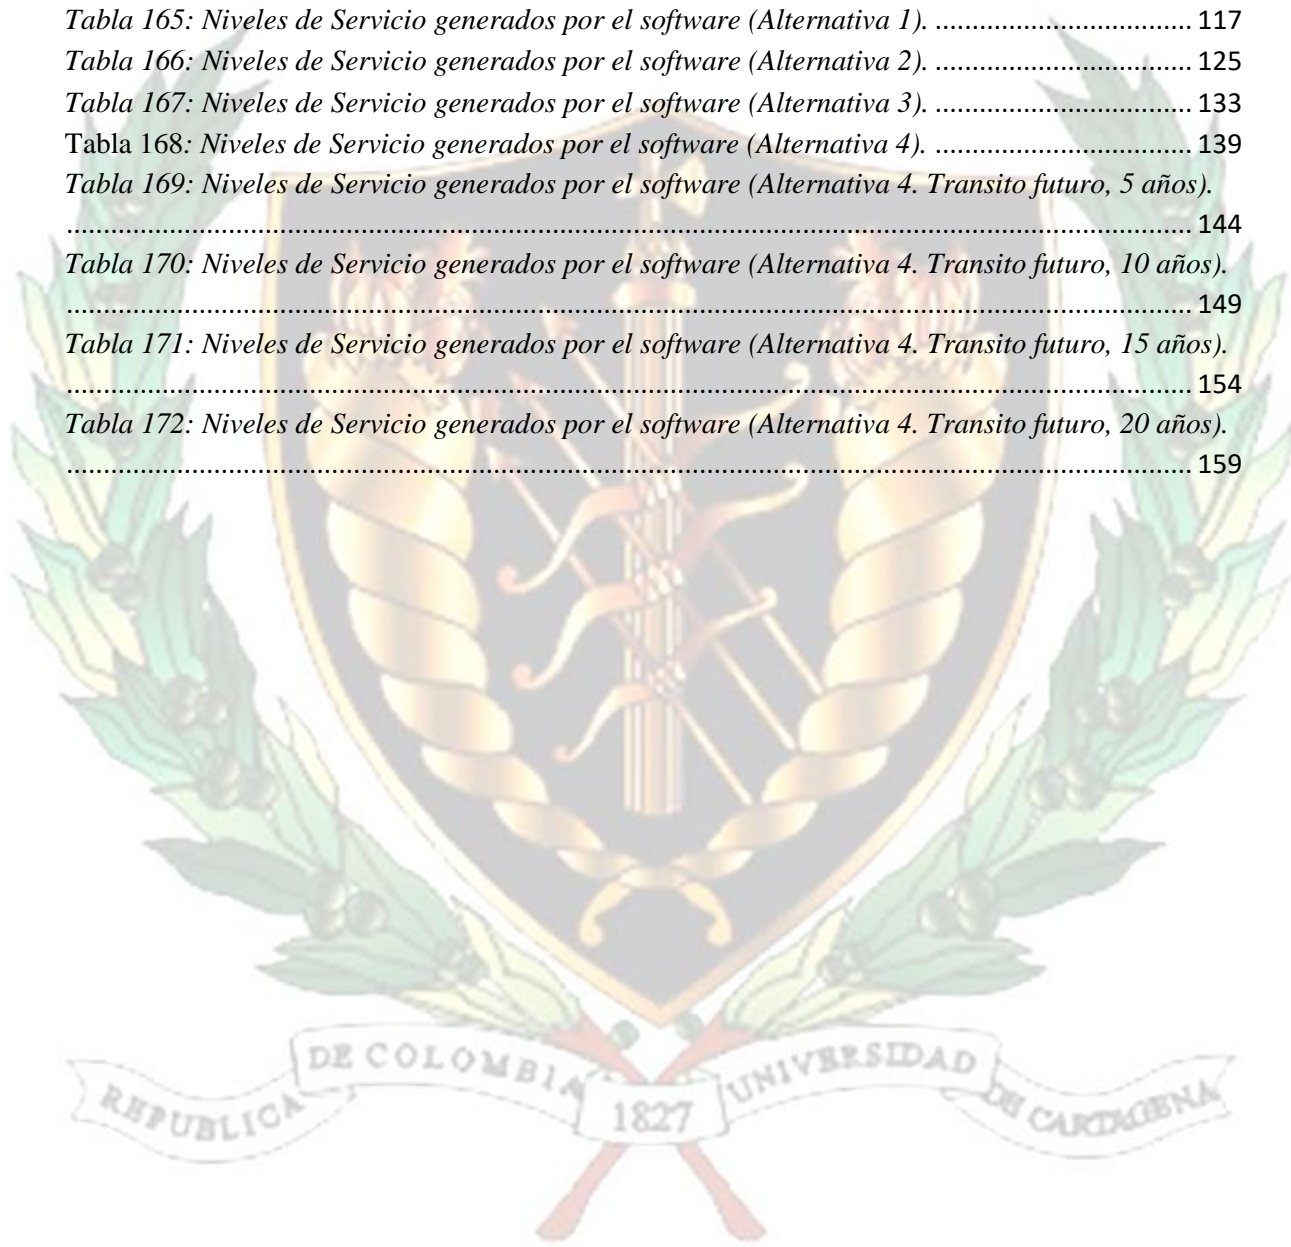 Tabla 165: Niveles de Servicio generados por el software (Alternativa 1). ................................... 117
Tabla 166: Niveles de Servicio generados por el software (Alternativa 2). ................................... 125
Tabla 167: Niveles de Servicio generados por el software (Alternativa 3). ................................... 133
Tabla 168: Niveles de Servicio generados por el software (Alternativa 4). ................................... 139
Tabla 169: Niveles de Servicio generados por el software (Alternativa 4. Transito futuro, 5 años).
................................................................................................................................................... 144
Tabla 170: Niveles de Servicio generados por el software (Alternativa 4. Transito futuro, 10 años).
................................................................................................................................................... 149
Tabla 171: Niveles de Servicio generados por el software (Alternativa 4. Transito futuro, 15 años).
................................................................................................................................................... 154
Tabla 172: Niveles de Servicio generados por el software (Alternativa 4. Transito futuro, 20 años).
................................................................................................................................................... 159
REPUBLICA DE COLOMBIA 1827 UNIVERSIDAD DE CARTAGENA